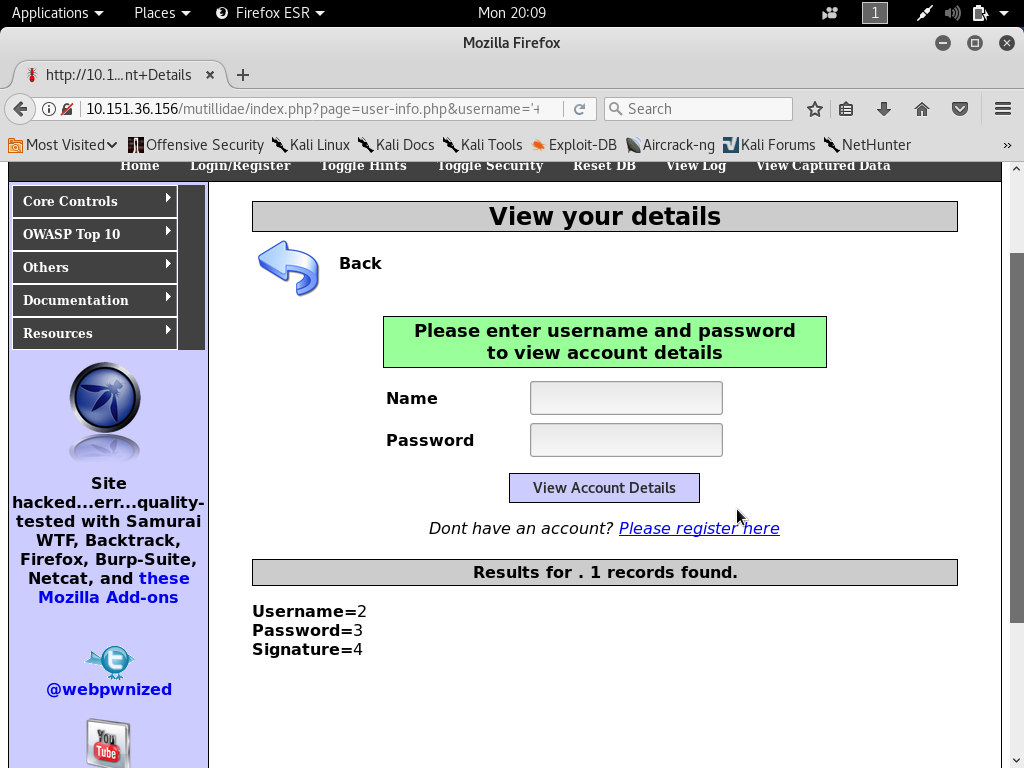 Applications Places Firefox ESR Mon 20:09 1
Mozilla Firefox
http://10.1...nt+Details
10.151.36.156/mutillidae/index.php?page=user-info.php&username='+ Search
Most Visited Offensive Security Kali Linux Kali Docs Kali Tools Exploit-DB Aircrack-ng Kali Forums NetHunter »
Home Login/Register Toggle Hints Toggle Security Reset DB View Log View Captured Data
Core Controls
OWASP Top 10
Others
Documentation
Resources
Site
hacked...err...quality-
tested with Samurai
WTF, Backtrack,
Firefox, Burp-Suite,
Netcat, and these
Mozilla Add-ons
@webpwnized
You
Tube
View your details
Back
Please enter username and password
to view account details
Name
Password
View Account Details
Dont have an account? Please register here
Results for . 1 records found.
Username=2
Password=3
Signature=4